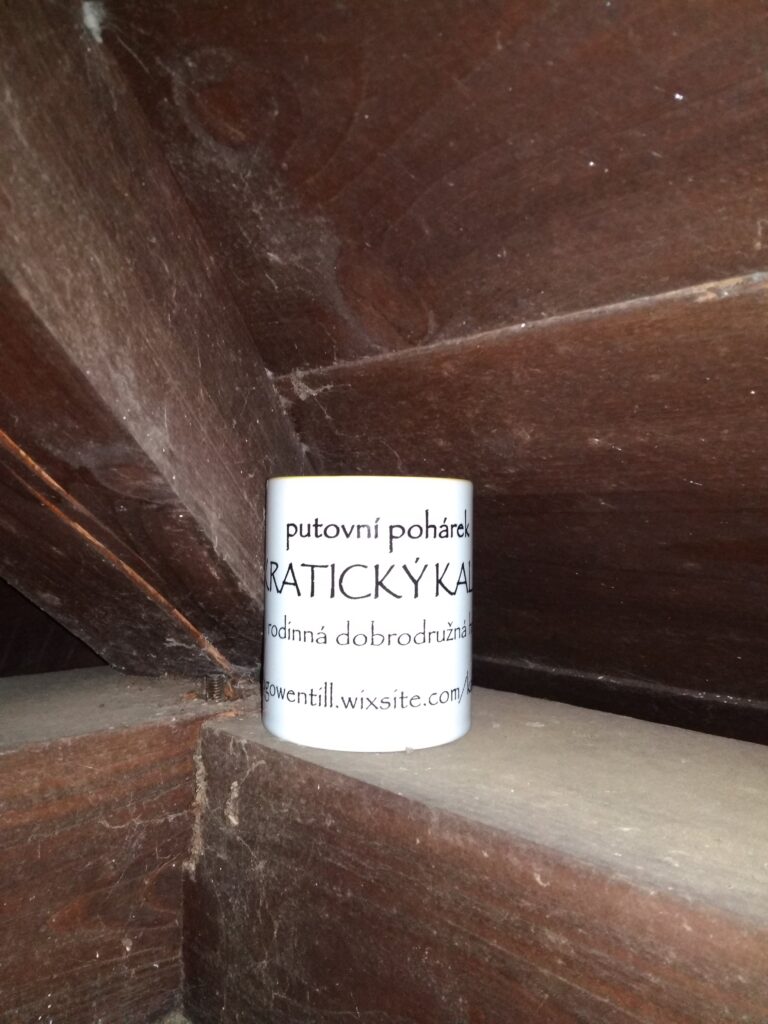 putovní pohárek
KRATICKÝ KAL
rodinná dobrodružná
gowentill.wixsite.com/